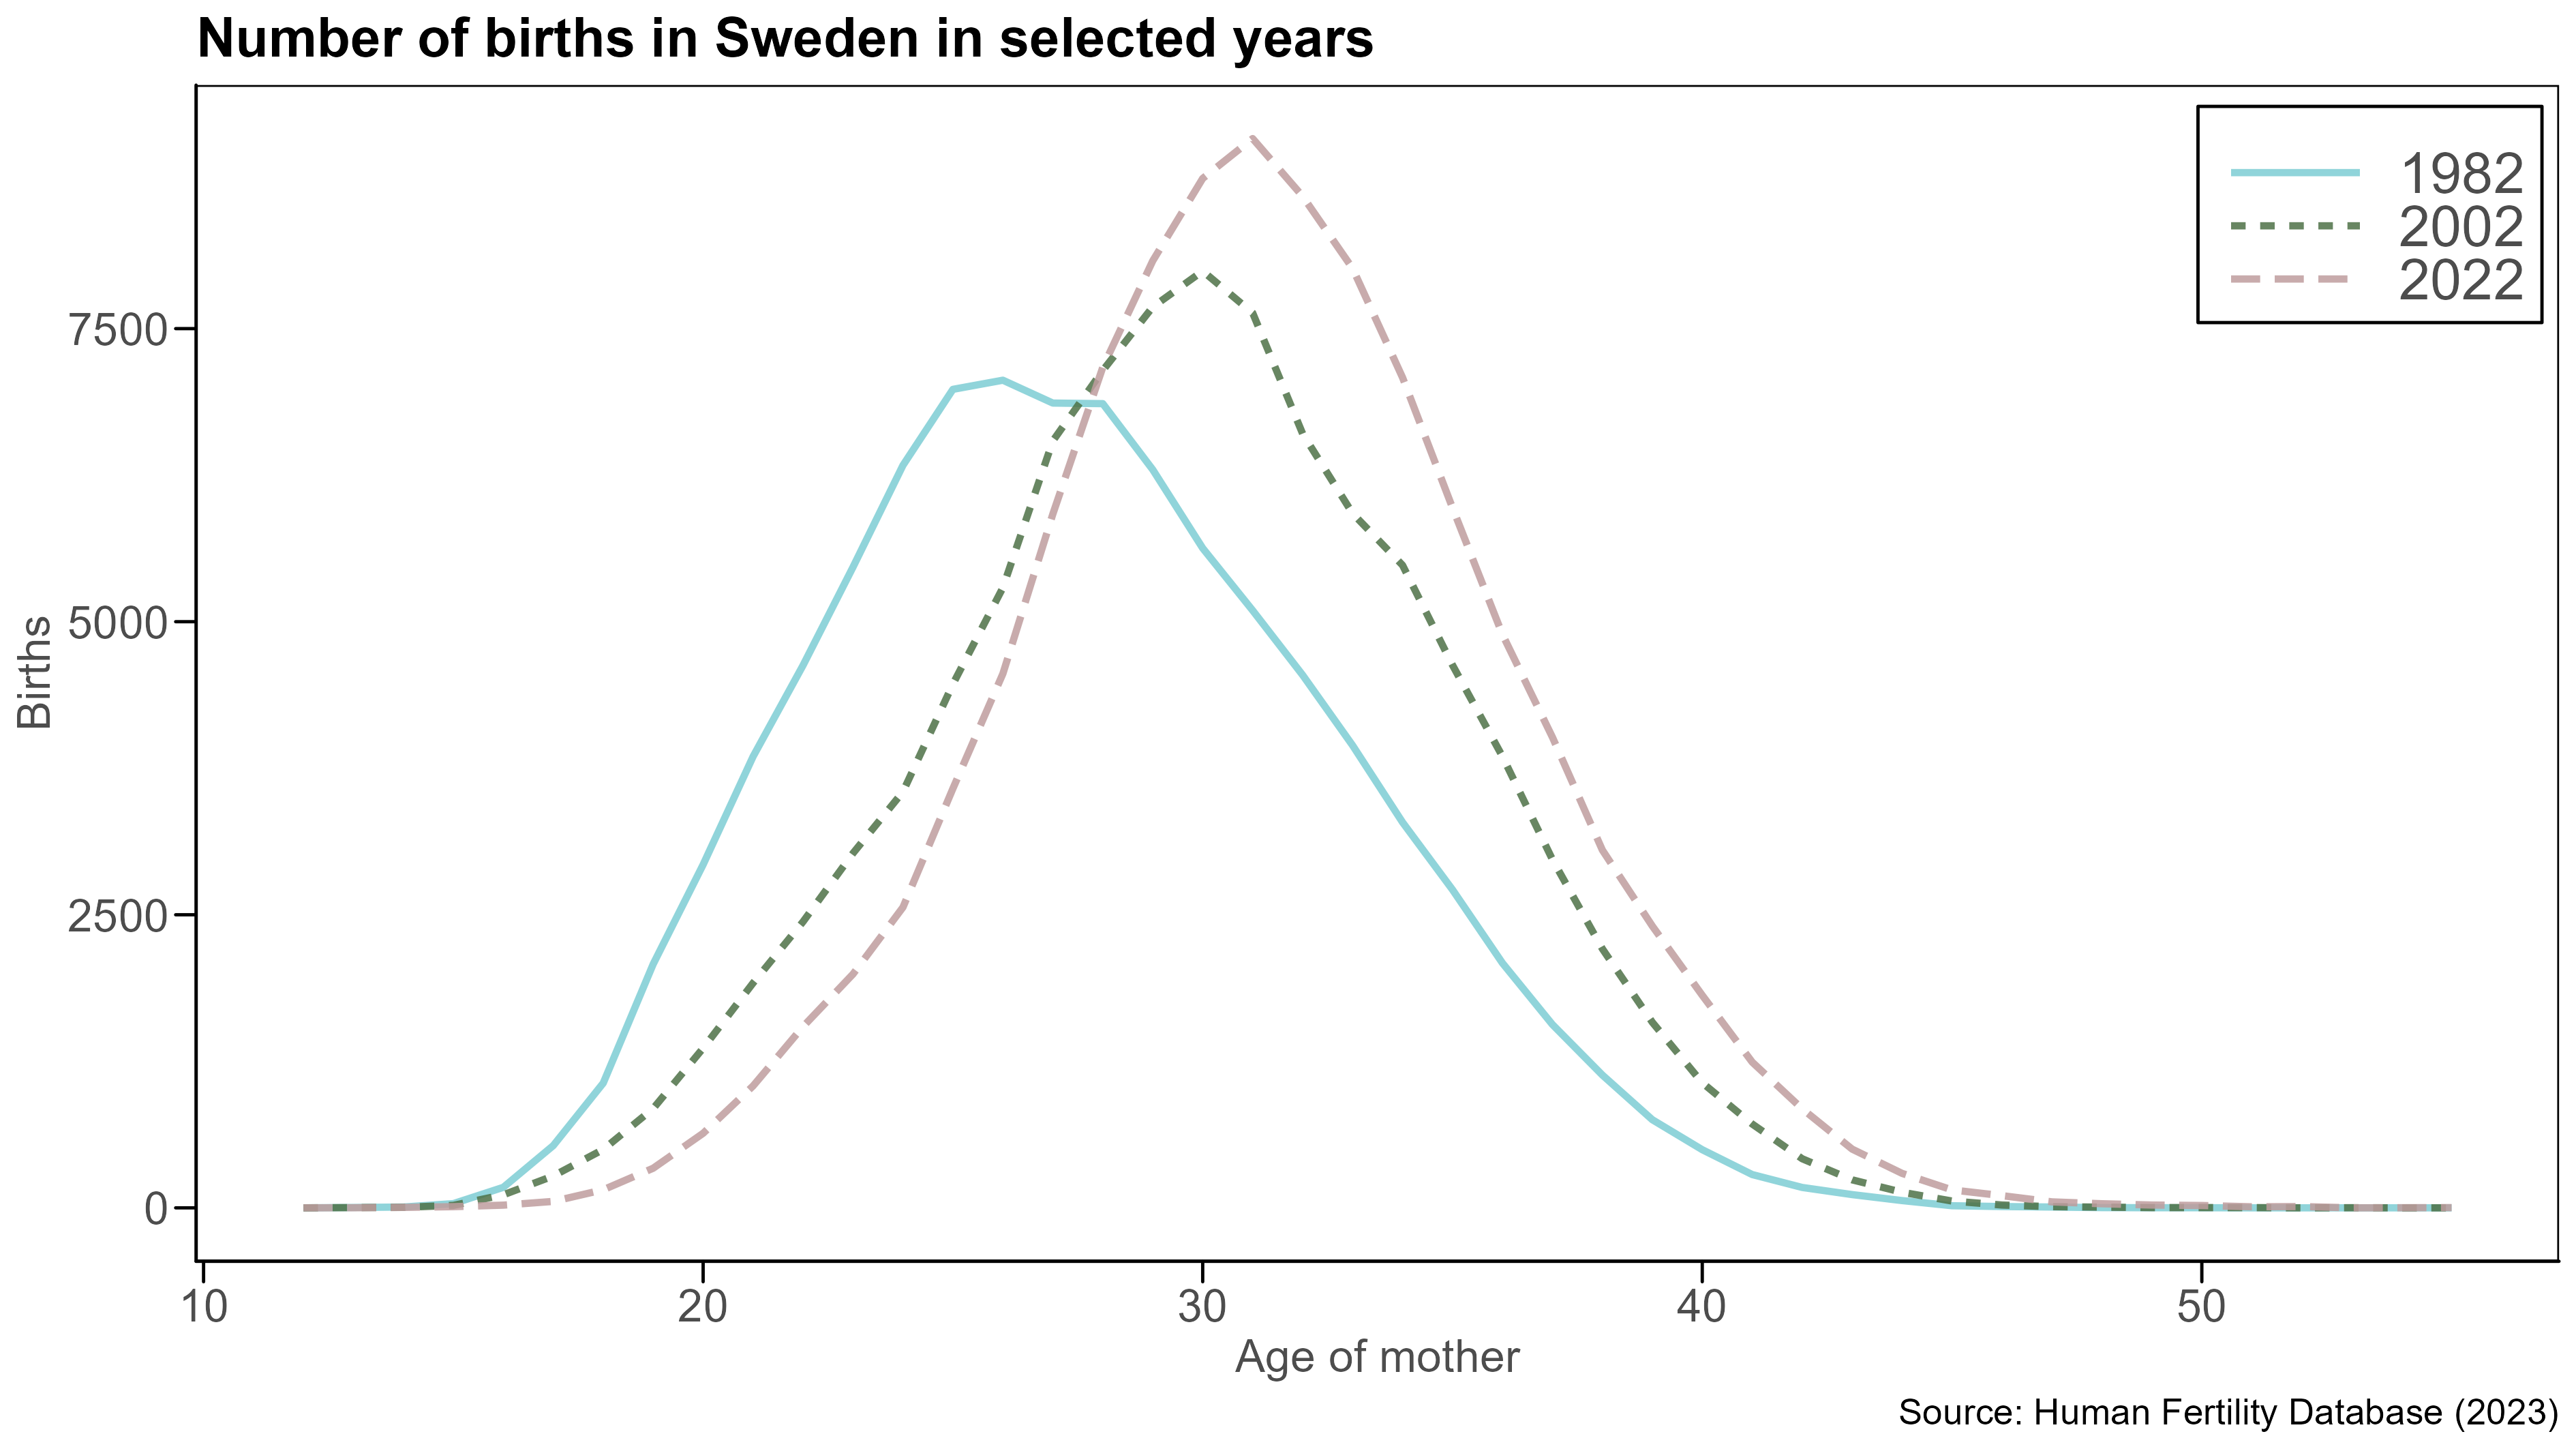 Number of births in Sweden in selected years
1982
2002
2022
7500
5000
2500
0
Births
10 20 30 40 50
Age of mother
Source: Human Fertility Database (2023)